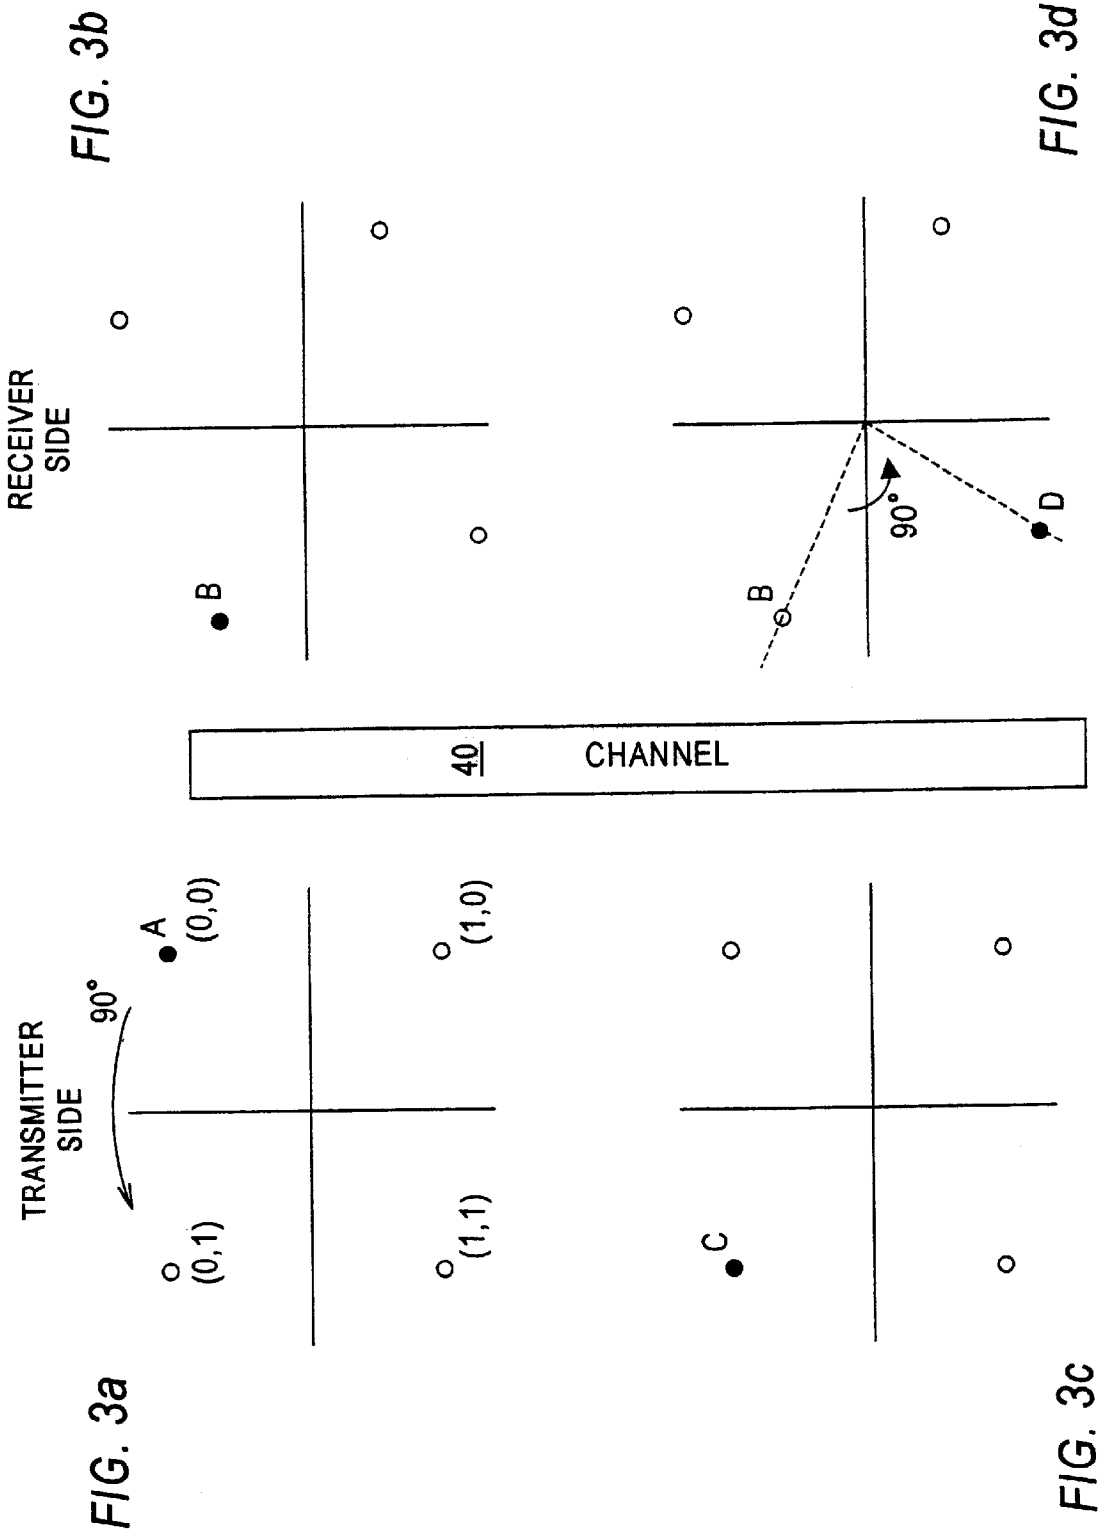 TRANSMITTER
SIDE
RECEIVER
SIDE
FIG. 3a
90°
(0,1)
A
(0,0)
(1,1)
(1,0)
FIG. 3b
B
40
CHANNEL
FIG. 3c
C
FIG. 3d
B
90°
D